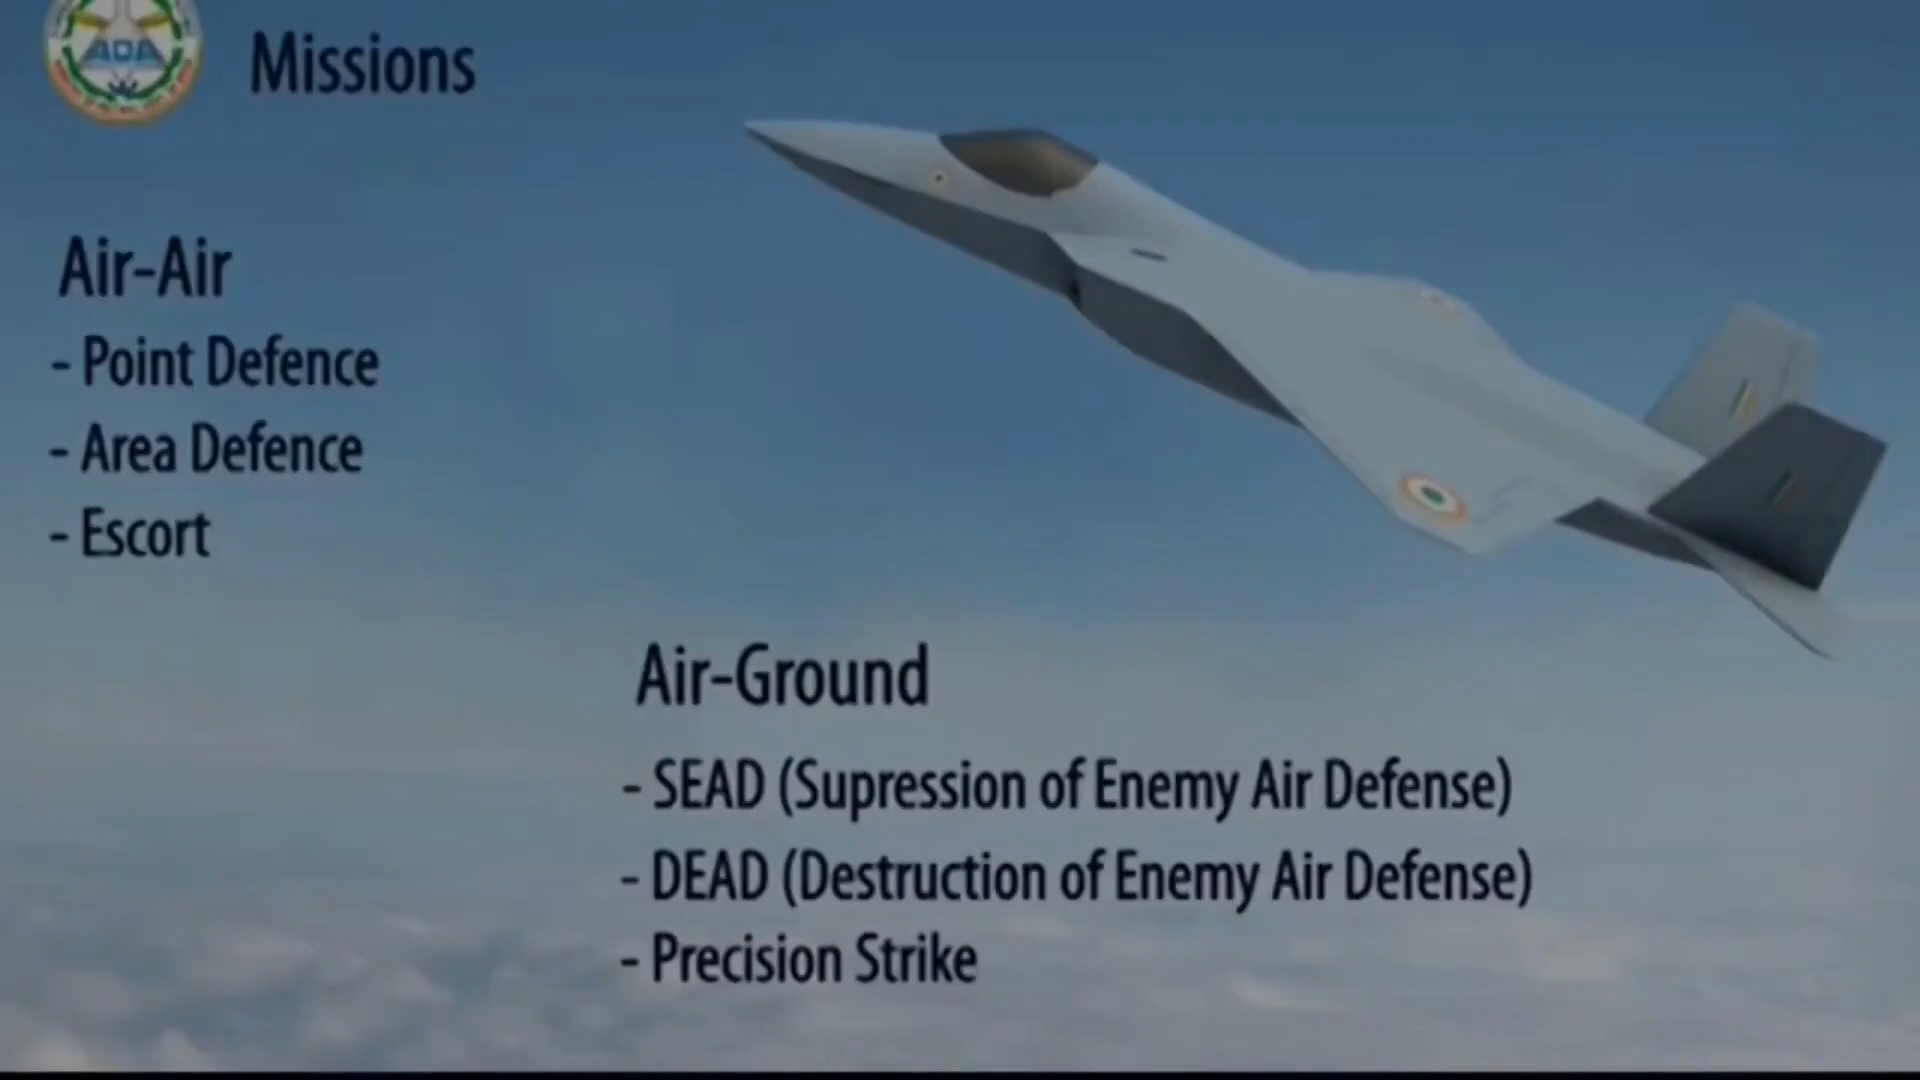 ADA
Missions
Air-Air
- Point Defence
- Area Defence
- Escort
Air-Ground
- SEAD (Supression of Enemy Air Defense)
- DEAD (Destruction of Enemy Air Defense)
- Precision Strike